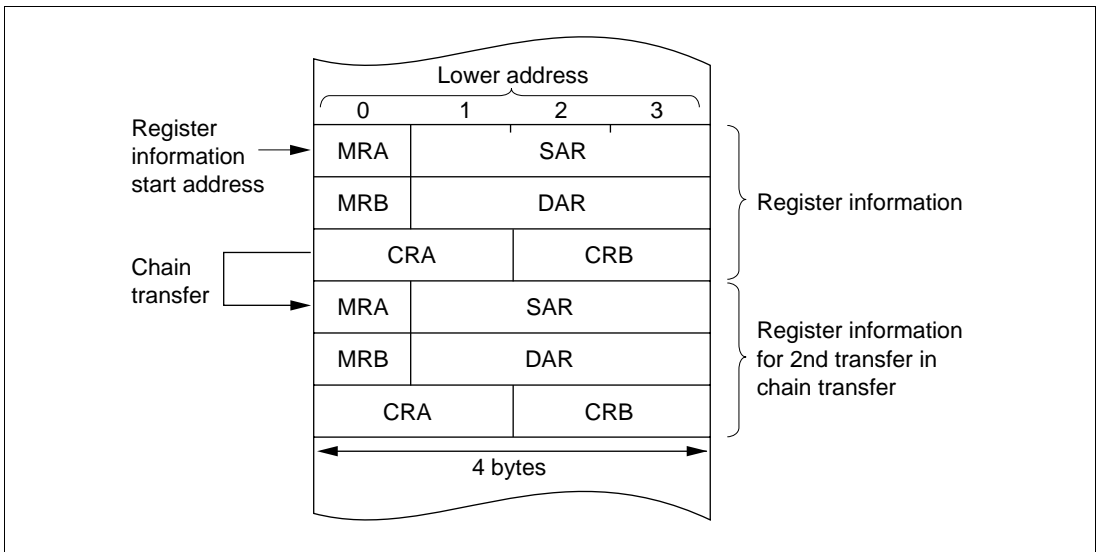 Lower address
0 1 2 3
Register
information
start address
MRA SAR
MRB DAR
Register information
CRA CRB
Chain
transfer
MRA SAR
MRB DAR
Register information
for 2nd transfer in
chain transfer
CRA CRB
4 bytes